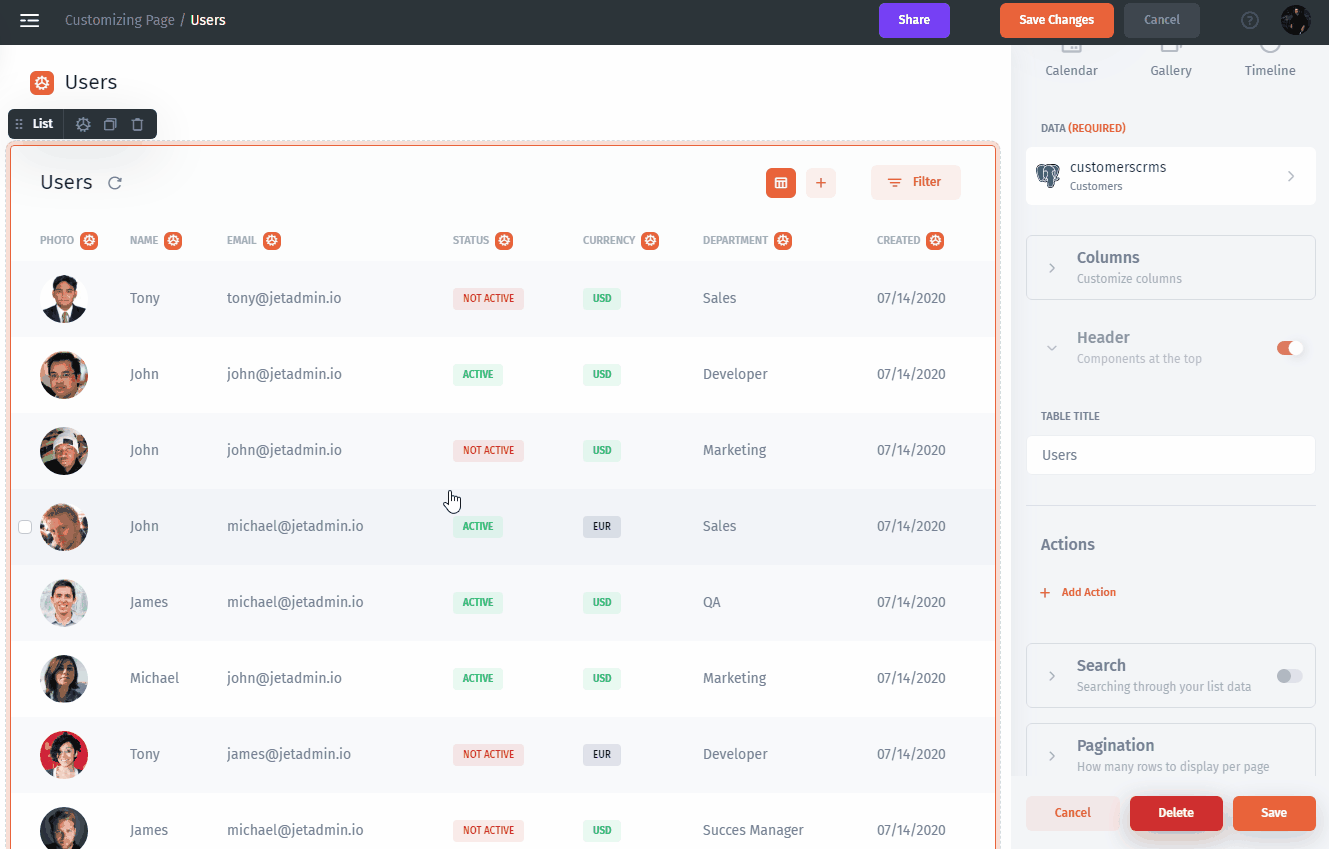 Customizing Page / Users
Share
Save Changes
Cancel
?
Users
List
Users
+
Filter
PHOTO NAME EMAIL STATUS CURRENCY DEPARTMENT CREATED
Tony tony@jetadmin.io NOT ACTIVE USD Sales 07/14/2020
John john@jetadmin.io ACTIVE USD Developer 07/14/2020
John john@jetadmin.io NOT ACTIVE USD Marketing 07/14/2020
John michael@jetadmin.io ACTIVE EUR Sales 07/14/2020
James michael@jetadmin.io ACTIVE USD QA 07/14/2020
Michael john@jetadmin.io ACTIVE USD Marketing 07/14/2020
Tony james@jetadmin.io NOT ACTIVE EUR Developer 07/14/2020
James michael@jetadmin.io NOT ACTIVE USD Succes Manager 07/14/2020
Calendar Gallery Timeline
DATA (REQUIRED)
customerscrms
Customers
Columns
Customize columns
Header
Components at the top
TABLE TITLE
Users
Actions
+ Add Action
Search
Searching through your list data
Pagination
How many rows to display per page
Cancel Delete Save